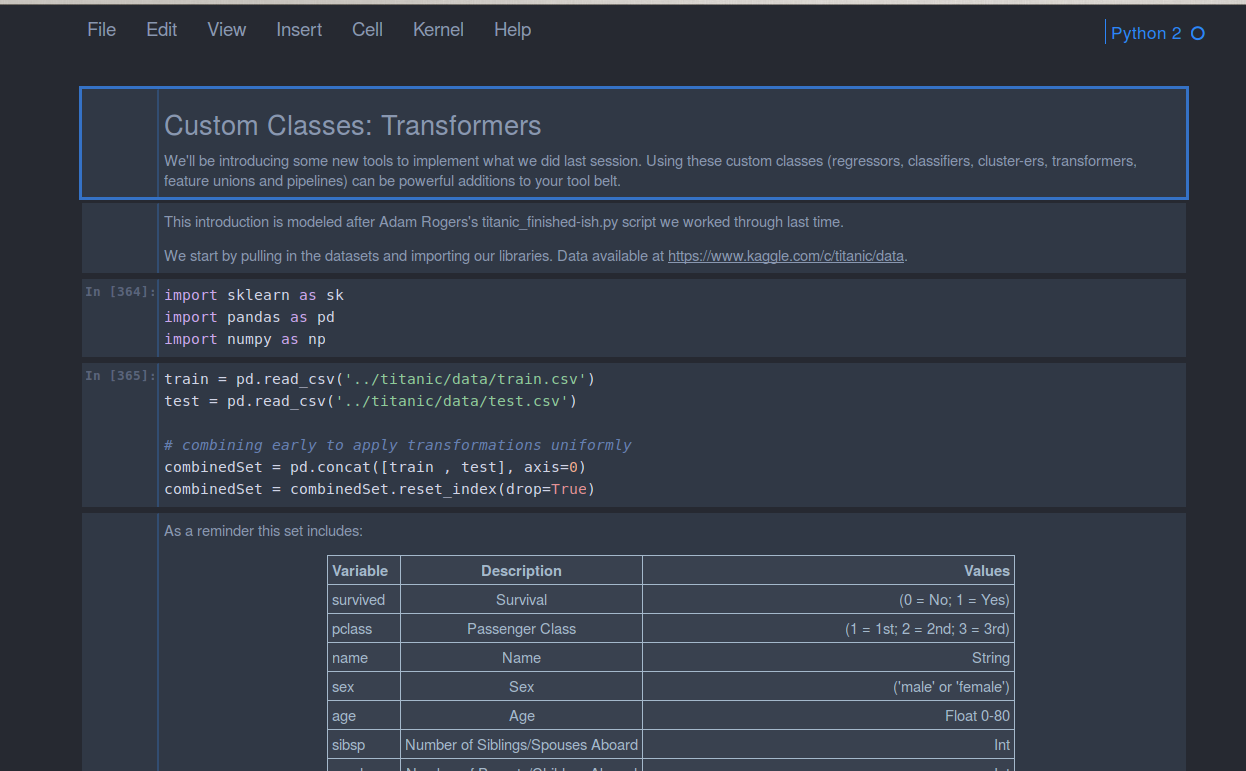 File Edit View Insert Cell Kernel Help
Python 2
Custom Classes: Transformers
We'll be introducing some new tools to implement what we did last session. Using these custom classes (regressors, classifiers, cluster-ers, transformers,
feature unions and pipelines) can be powerful additions to your tool belt.
This introduction is modeled after Adam Rogers's titanic_finished-ish.py script we worked through last time.
We start by pulling in the datasets and importing our libraries. Data available at https://www.kaggle.com/c/titanic/data.
In [364]: import sklearn as sk
import pandas as pd
import numpy as np
In [365]: train = pd.read_csv('../titanic/data/train.csv')
test = pd.read_csv('../titanic/data/test.csv')
# combining early to apply transformations uniformly
combinedSet = pd.concat([train , test], axis=0)
combinedSet = combinedSet.reset_index(drop=True)
As a reminder this set includes:
Variable Description Values
survived Survival (0 = No; 1 = Yes)
pclass Passenger Class (1 = 1st; 2 = 2nd; 3 = 3rd)
name Name String
sex Sex ('male' or 'female')
age Age Float 0-80
sibsp Number of Siblings/Spouses Aboard Int